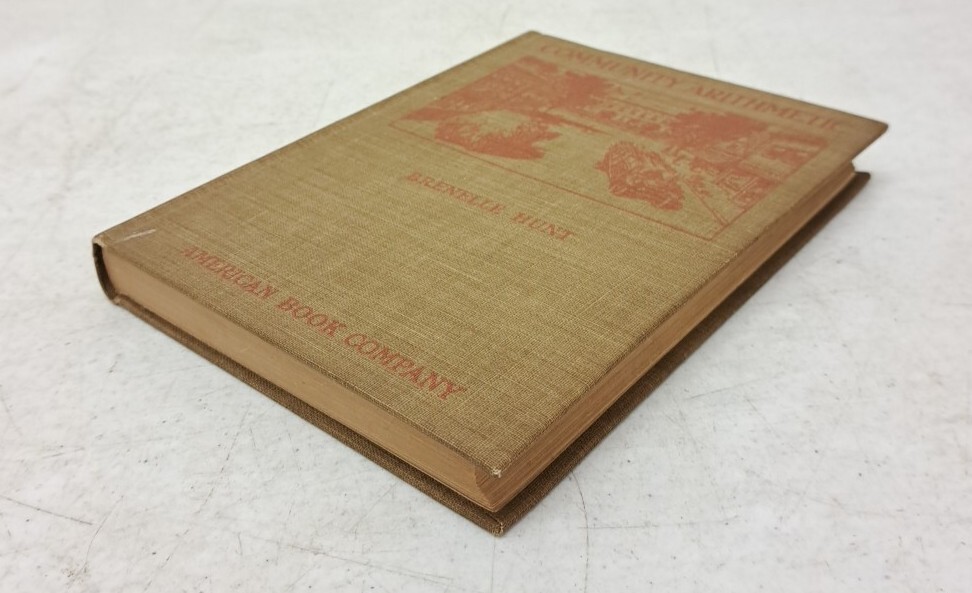 COMMUNITY ARITHMETIC
BRENELLE HUNT
AMERICAN BOOK COMPANY